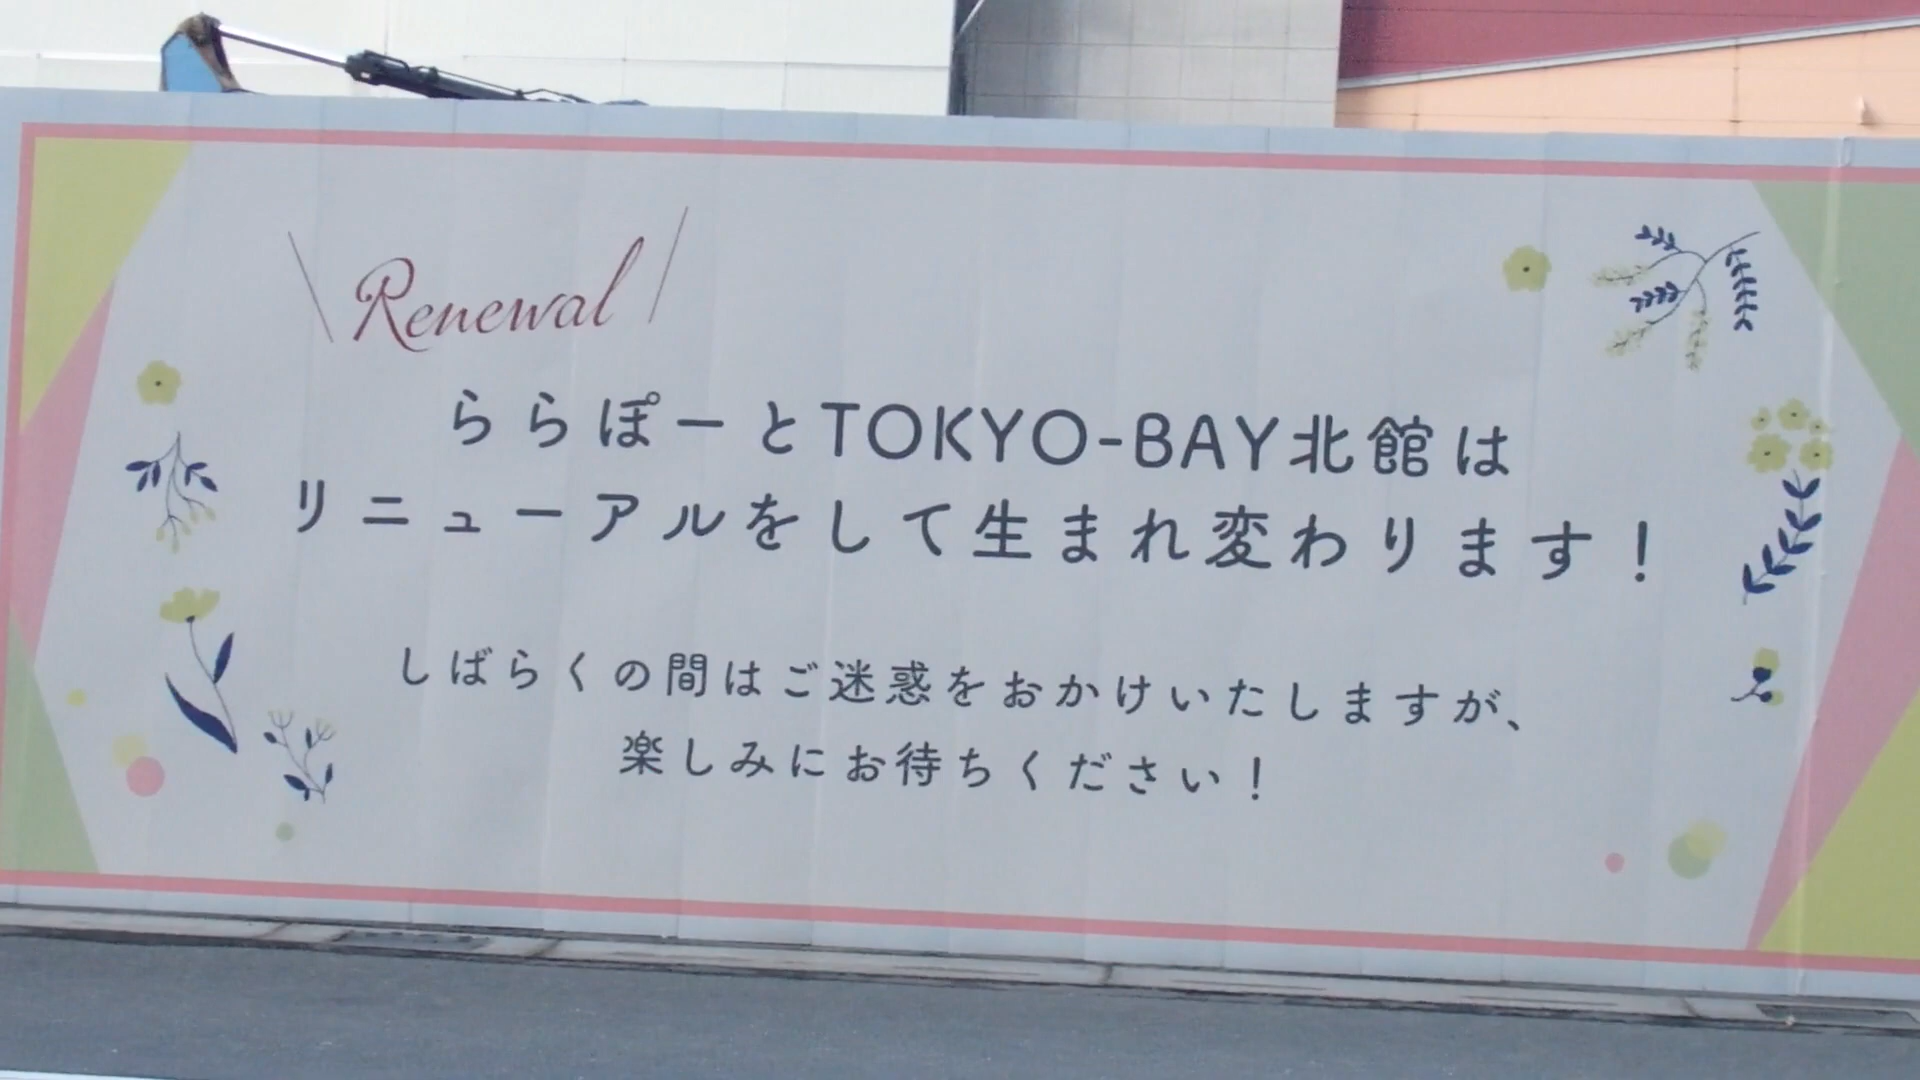 Renewal
ららぽーとTOKYO-BAY北館は
リニューアルをして生まれ変わります！
しばらくの間はご迷惑をおかけいたしますが、
楽しみにお待ちください！